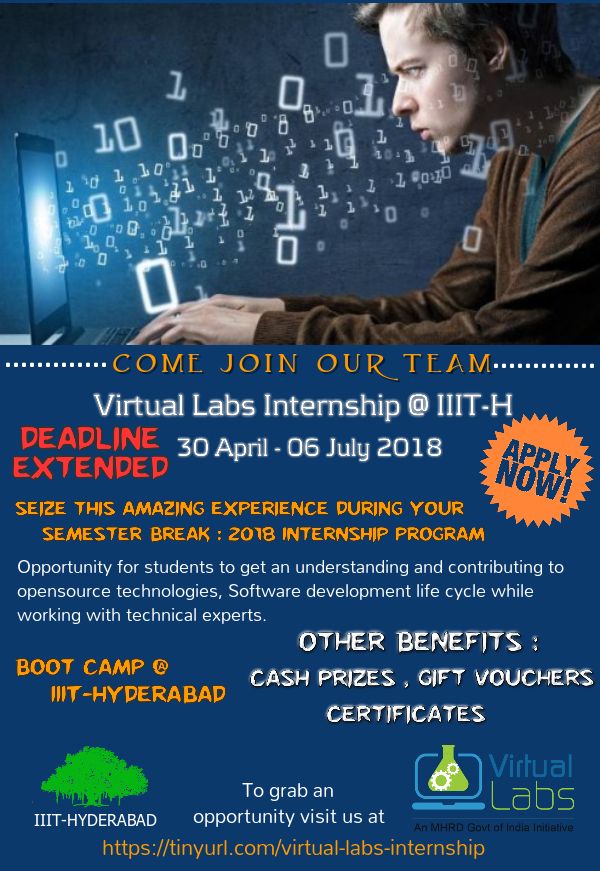 COME JOIN OUR TEAM
Virtual Labs Internship @ IIIT-H
DEADLINE
EXTENDED
30 April - 06 July 2018
APPLY
NOW!
SEIZE THIS AMAZING EXPERIENCE DURING YOUR
SEMESTER BREAK : 2018 INTERNSHIP PROGRAM
Opportunity for students to get an understanding and contributing to
opensource technologies, Software development life cycle while
working with technical experts.
OTHER BENEFITS :
CASH PRIZES , GIFT VOUCHERS
CERTIFICATES
BOOT CAMP @
IIIT-HYDERABAD
IIIT-HYDERABAD
To grab an
opportunity visit us at
https://tinyurl.com/virtual-labs-internship
Virtual
Labs
An MHRD Govt of India Initiative